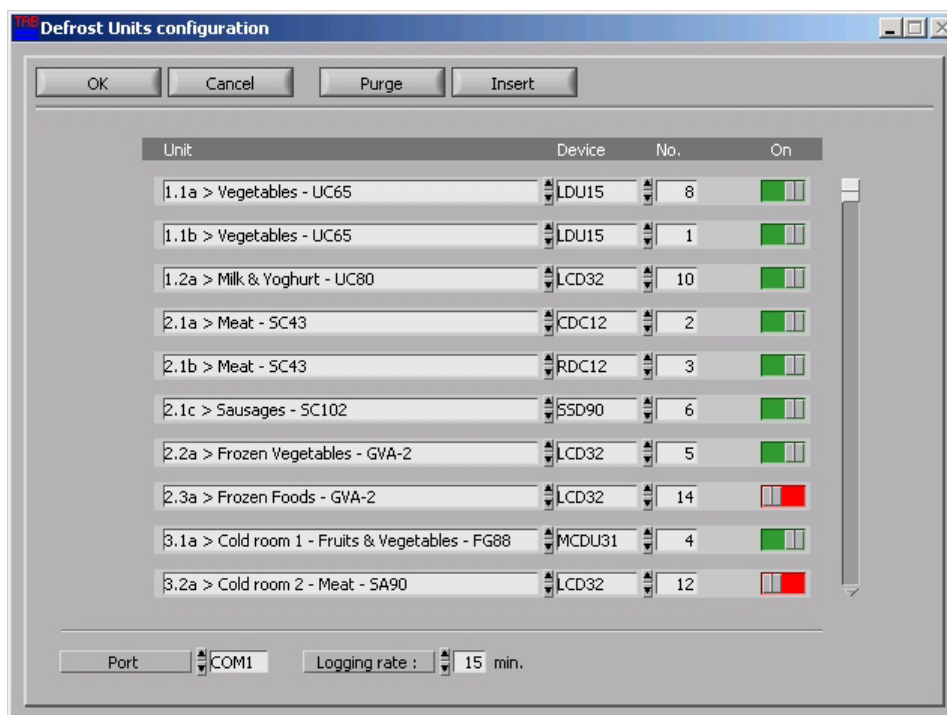 TAB Defrost Units configuration
OK Cancel Purge Insert
Unit Device No. On
1.1a > Vegetables - UC65 LDU15 8
1.1b > Vegetables - UC65 LDU15 1
1.2a > Milk & Yoghurt - UC80 LCD32 10
2.1a > Meat - SC43 CDC12 2
2.1b > Meat - SC43 RDC12 3
2.1c > Sausages - SC102 SSD90 6
2.2a > Frozen Vegetables - GVA-2 LCD32 5
2.3a > Frozen Foods - GVA-2 LCD32 14
3.1a > Cold room 1 - Fruits & Vegetables - FG88 MCDU31 4
3.2a > Cold room 2 - Meat - SA90 LCD32 12
Port COM1 Logging rate : 15 min.